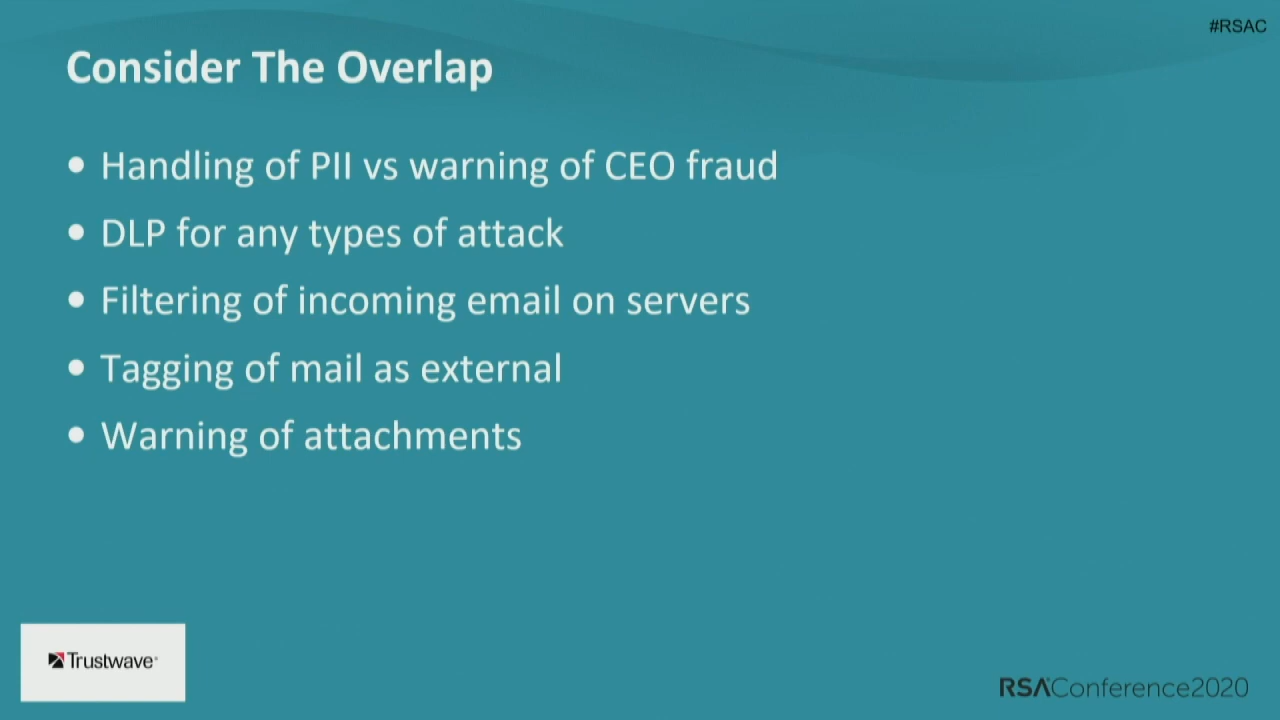 #RSAC
Consider The Overlap
• Handling of PII vs warning of CEO fraud
• DLP for any types of attack
• Filtering of incoming email on servers
• Tagging of mail as external
• Warning of attachments
Trustwave®
RSAConference2020